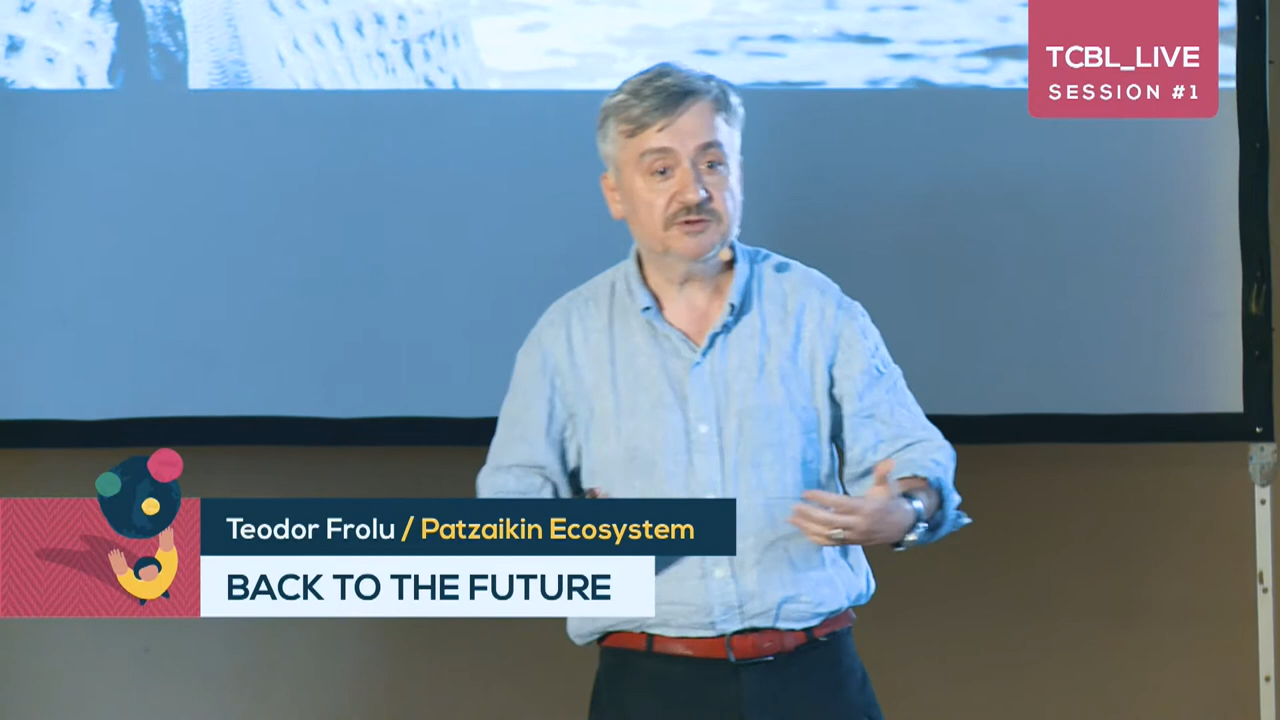 TCBL_LIVE
SESSION #1
Teodor Frolu / Patzaikin Ecosystem
BACK TO THE FUTURE